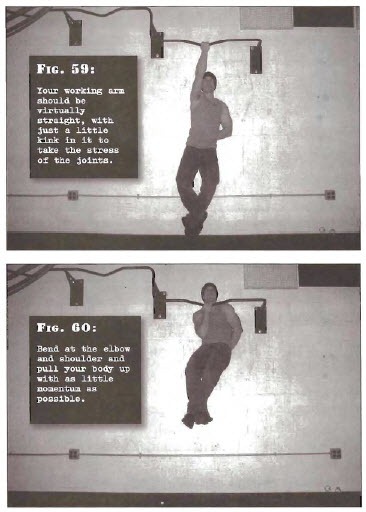 FIG. 59:
Your working arm
should be
virtually
straight, with
just a little
kink in it to
take the stress
of the joints.
FIG. 60:
Bend at the elbow
and shoulder and
pull your body up
with as little
momentum as
possible.